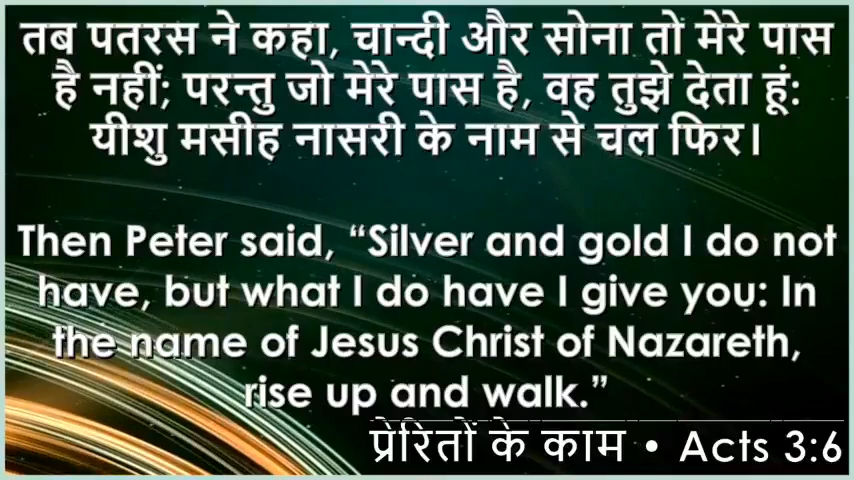 तब पतरस ने कहा, चान्दी और सोना तो मेरे पास
है नहीं; परन्तु जो मेरे पास है, वह तुझे देता हूं:
यीशु मसीह नासरी के नाम से चल फिर।
Then Peter said, “Silver and gold I do not
have, but what I do have I give you: In
the name of Jesus Christ of Nazareth,
rise up and walk.”
प्रेरितों के काम • Acts 3:6